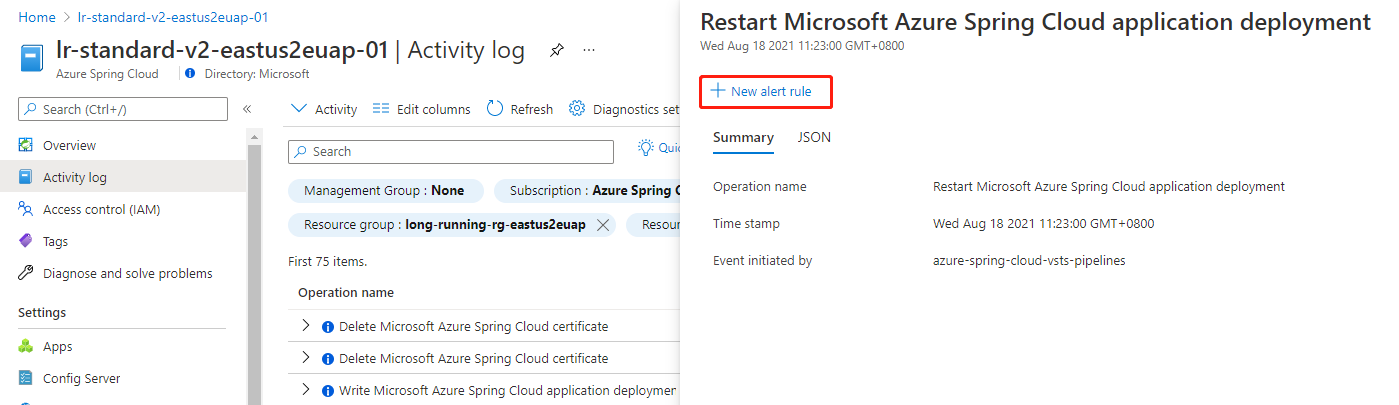 Home > lr-standard-v2-eastus2euap-01
lr-standard-v2-eastus2euap-01 | Activity log
Azure Spring Cloud
Directory: Microsoft
Search (Ctrl+/)
Overview
Activity log
Access control (IAM)
Tags
Diagnose and solve problems
Settings
Apps
Config Server
Activity
Edit columns
Refresh
Diagnostics set
Search
Quic
Management Group : None
Subscription : Azure Spring C
Resource group : long-running-rg-eastus2euap
Resour
First 75 items.
Operation name
Delete Microsoft Azure Spring Cloud certificate
Delete Microsoft Azure Spring Cloud certificate
Write Microsoft Azure Spring Cloud application deploymen
Restart Microsoft Azure Spring Cloud application deployment
Wed Aug 18 2021 11:23:00 GMT+0800
New alert rule
Summary
JSON
Operation name Restart Microsoft Azure Spring Cloud application deployment
Time stamp Wed Aug 18 2021 11:23:00 GMT+0800
Event initiated by azure-spring-cloud-vsts-pipelines